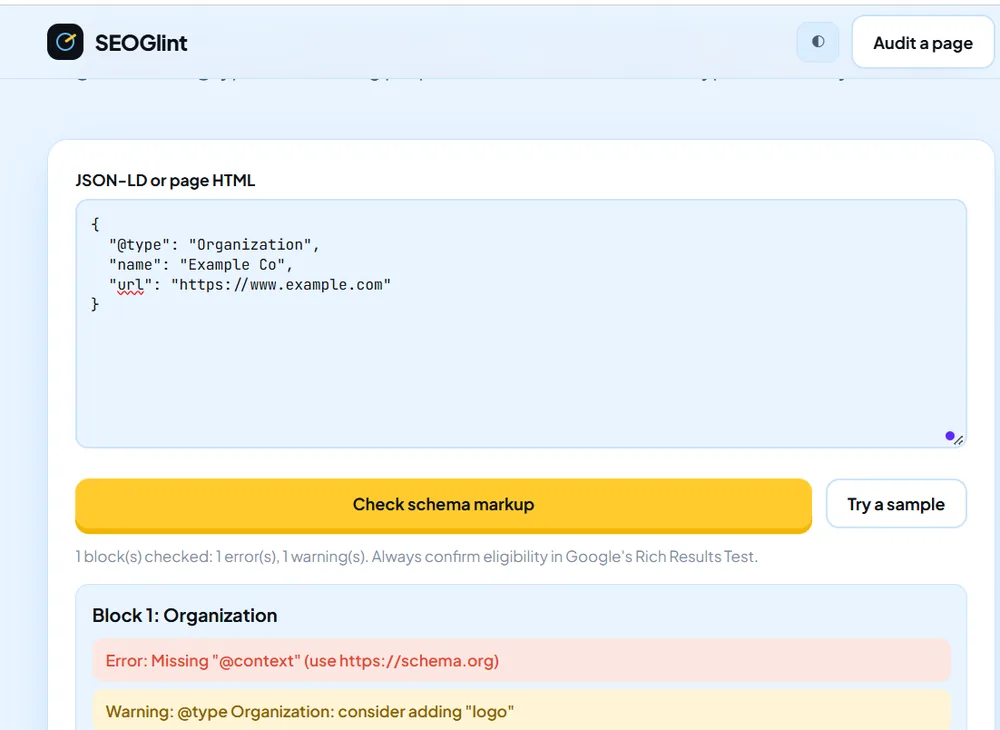 SEOGlint
Audit a page
JSON-LD or page HTML
{
"@type": "Organization",
"name": "Example Co",
"url": "https://www.example.com"
}
Check schema markup
Try a sample
1 block(s) checked: 1 error(s), 1 warning(s). Always confirm eligibility in Google's Rich Results Test.
Block 1: Organization
Error: Missing "@context" (use https://schema.org)
Warning: @type Organization: consider adding "logo"